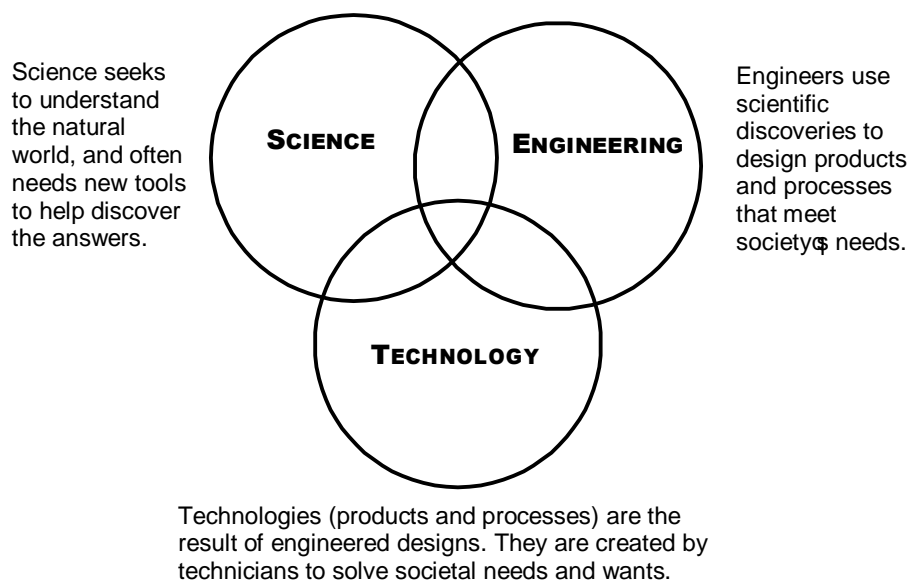 Science seeks
to understand
the natural
world, and often
needs new tools
to help discover
the answers.
SCIENCE
ENGINEERING
Engineers use
scientific
discoveries to
design products
and processes
that meet
societyqs needs.
TECHNOLOGY
Technologies (products and processes) are the
result of engineered designs. They are created by
technicians to solve societal needs and wants.